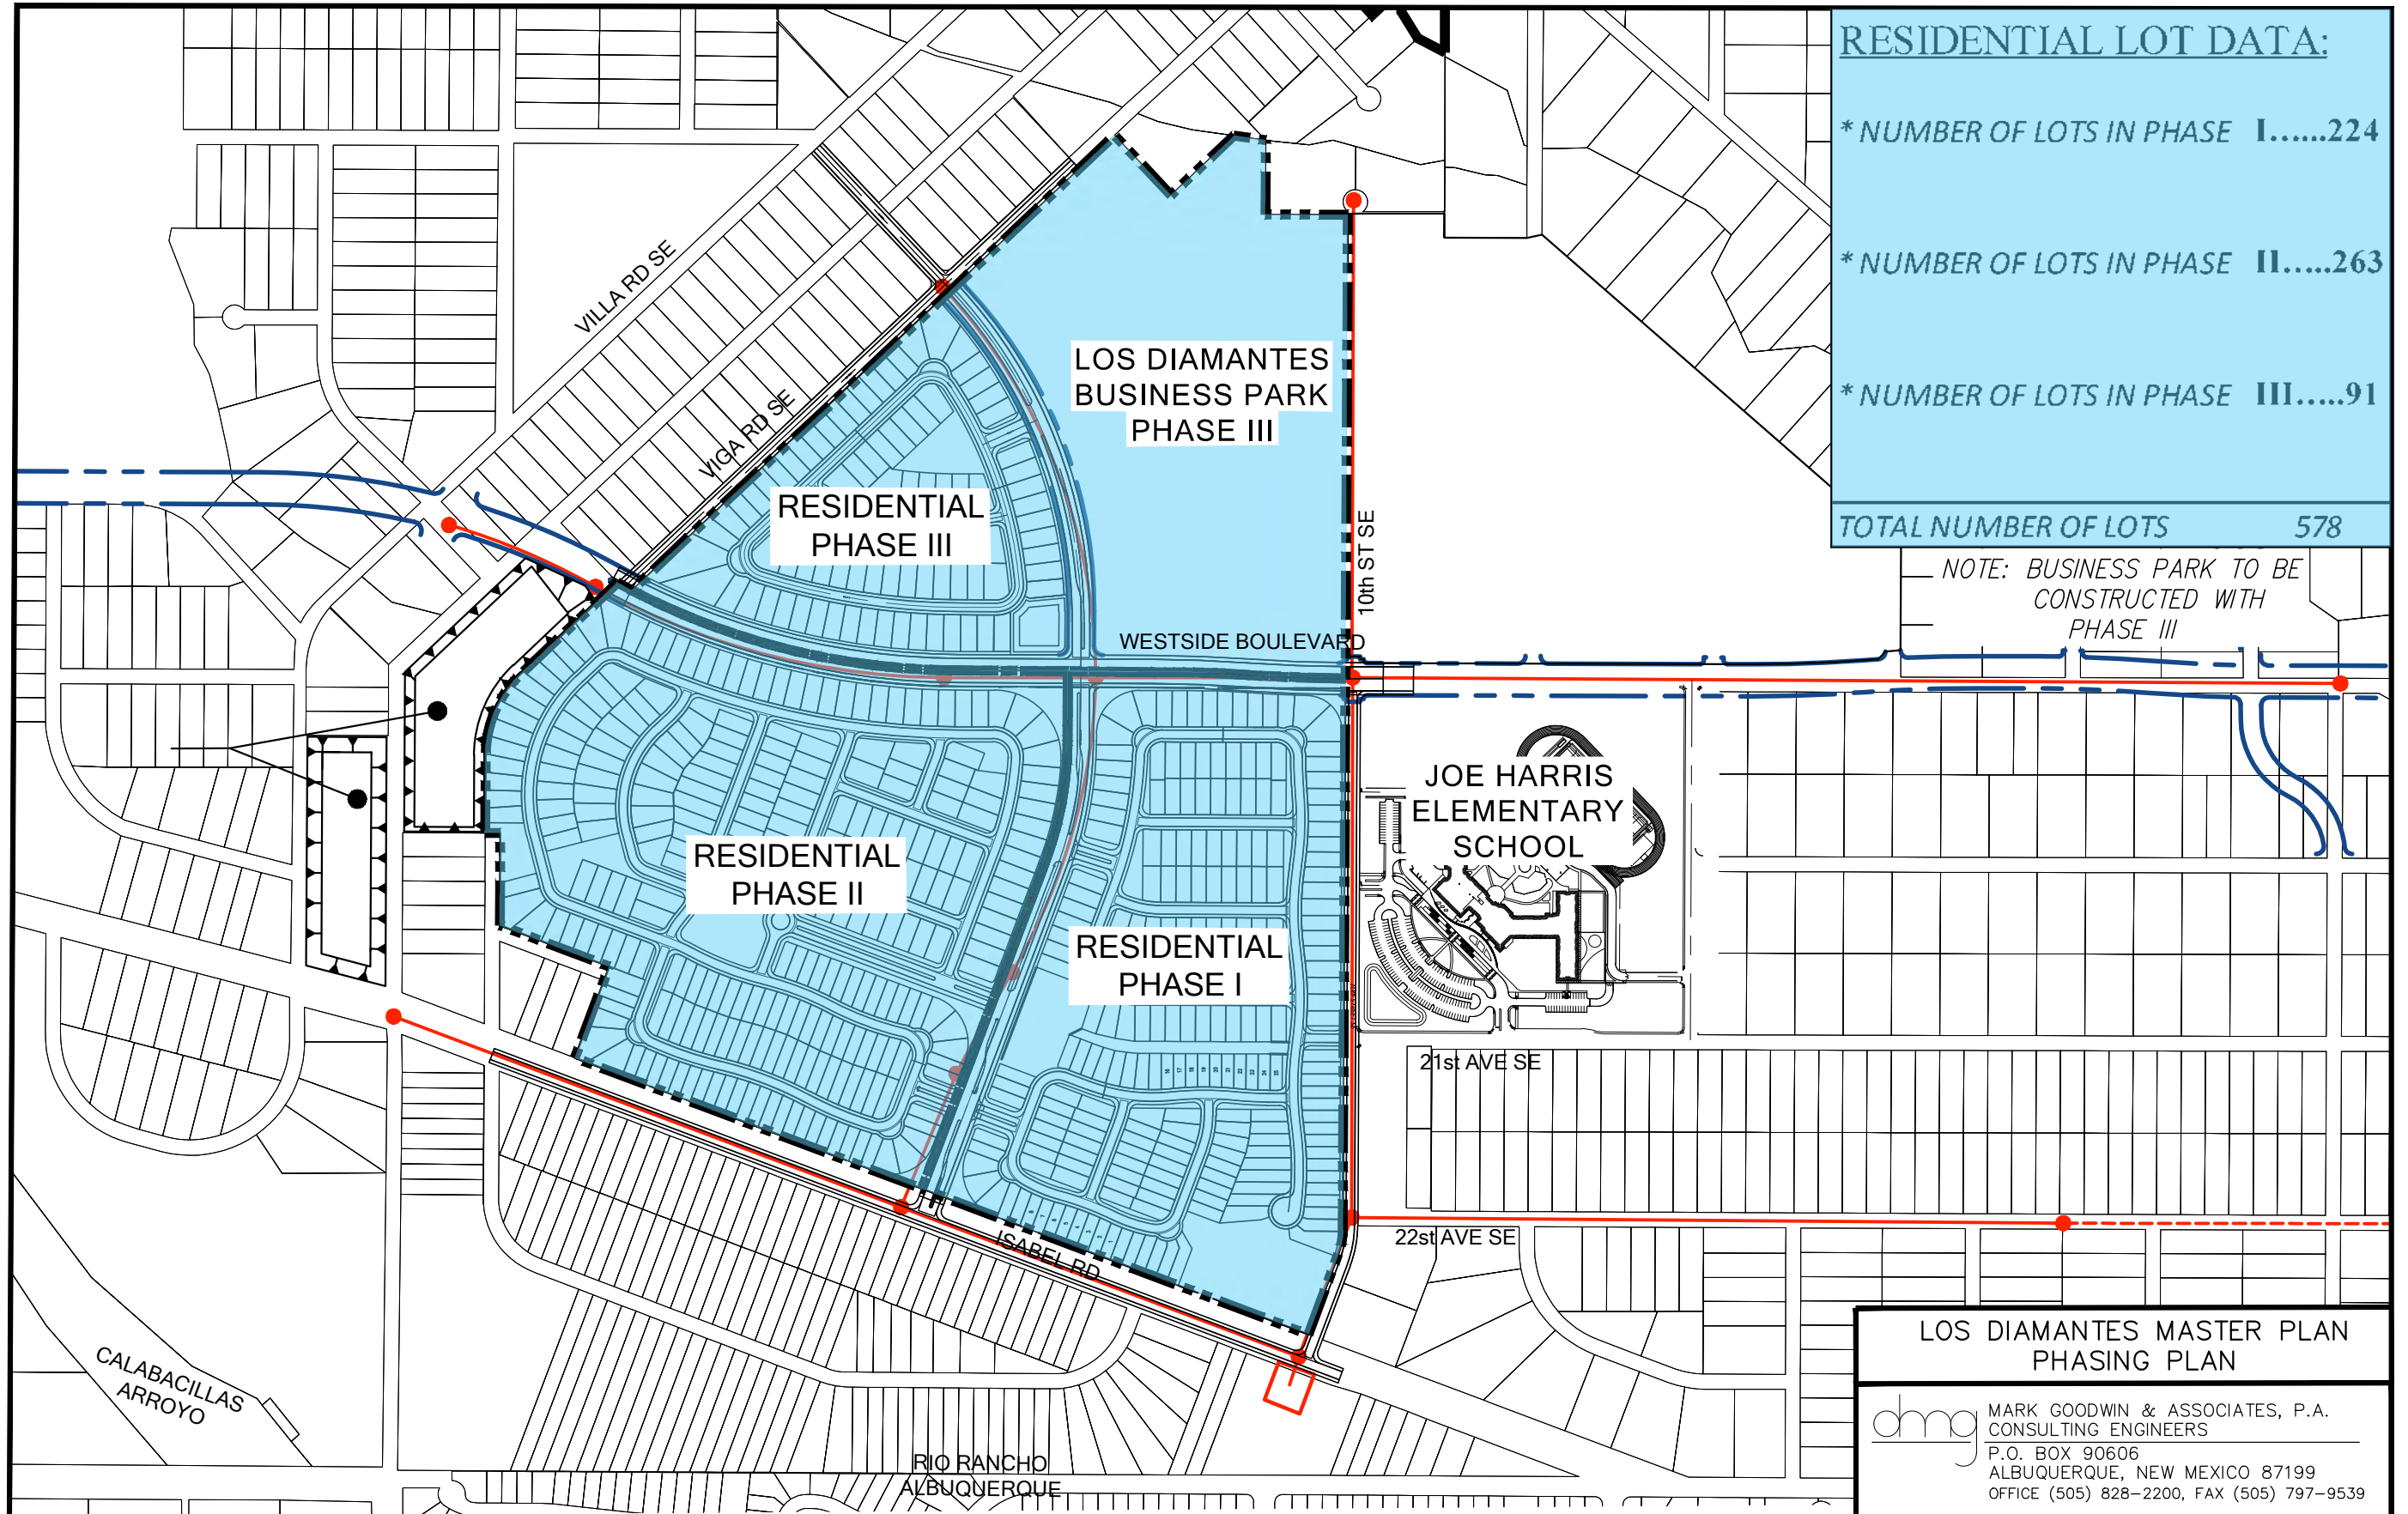 RESIDENTIAL LOT DATA:
* NUMBER OF LOTS IN PHASE I......224
* NUMBER OF LOTS IN PHASE II.....263
* NUMBER OF LOTS IN PHASE III.....91
TOTAL NUMBER OF LOTS 578
NOTE: BUSINESS PARK TO BE
CONSTRUCTED WITH
PHASE III
VILLA RD SE
VIGA RD SE
LOS DIAMANTES
BUSINESS PARK
PHASE III
RESIDENTIAL
PHASE III
10th ST SE
WESTSIDE BOULEVARD
JOE HARRIS
ELEMENTARY
SCHOOL
RESIDENTIAL
PHASE II
RESIDENTIAL
PHASE I
21st AVE SE
22st AVE SE
ISABEL RD
CALABACILLAS
ARROYO
RIO RANCHO
ALBUQUERQUE
LOS DIAMANTES MASTER PLAN
PHASING PLAN
dmg
MARK GOODWIN & ASSOCIATES, P.A.
CONSULTING ENGINEERS
P.O. BOX 90606
ALBUQUERQUE, NEW MEXICO 87199
OFFICE (505) 828-2200, FAX (505) 797-9539